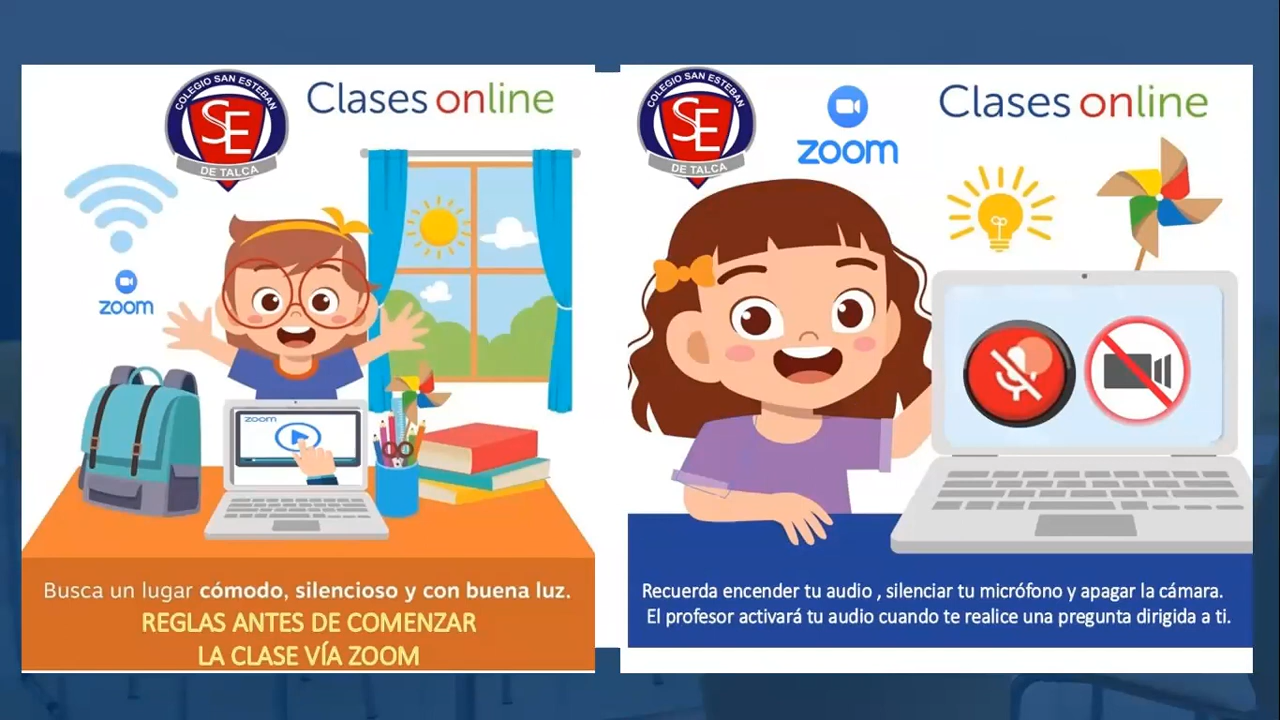 COLEGIO SAN ESTEBAN
SE
DE TALCA
Clases online
zoom
zoom
Busca un lugar cómodo, silencioso y con buena luz.
REGLAS ANTES DE COMENZAR
LA CLASE VÍA ZOOM
COLEGIO SAN ESTEBAN
SE
DE TALCA
zoom
Clases online
Recuerda encender tu audio , silenciar tu micrófono y apagar la cámara.
El profesor activará tu audio cuando te realice una pregunta dirigida a ti.